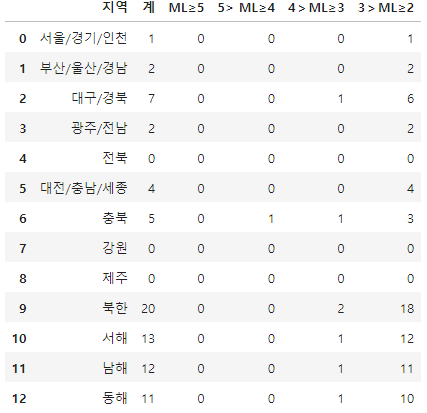 지역 계 ML≥5 5> ML≥4 4>ML≥3 3>ML≥2
0 서울/경기/인천 1 0 0 0 1
1 부산/울산/경남 2 0 0 0 2
2 대구/경북 7 0 0 1 6
3 광주/전남 2 0 0 0 2
4 전북 0 0 0 0 0
5 대전/충남/세종 4 0 0 0 4
6 충북 5 0 1 1 3
7 강원 0 0 0 0 0
8 제주 0 0 0 0 0
9 북한 20 0 0 2 18
10 서해 13 0 0 1 12
11 남해 12 0 0 1 11
12 동해 11 0 0 1 10